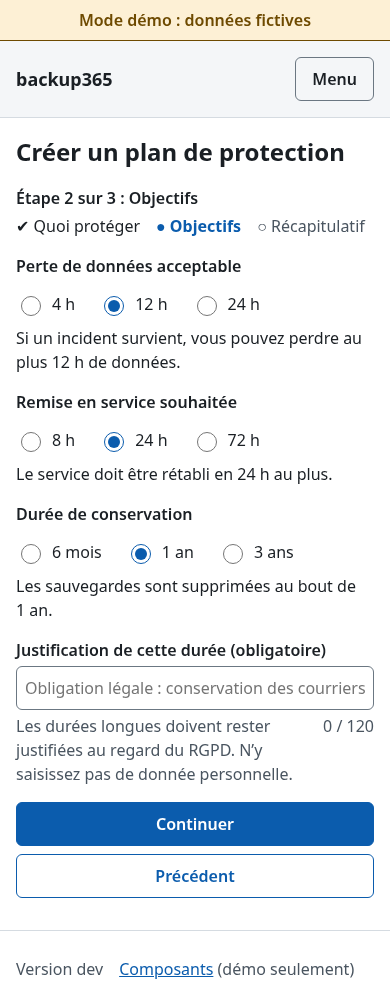 Mode démo : données fictives
backup365
Menu
Créer un plan de protection
Étape 2 sur 3 : Objectifs
✔ Quoi protéger ● Objectifs ○ Récapitulatif
Perte de données acceptable
4 h 12 h 24 h
Si un incident survient, vous pouvez perdre au
plus 12 h de données.
Remise en service souhaitée
8 h 24 h 72 h
Le service doit être rétabli en 24 h au plus.
Durée de conservation
6 mois 1 an 3 ans
Les sauvegardes sont supprimées au bout de
1 an.
Justification de cette durée (obligatoire)
Obligation légale : conservation des courriers
Les durées longues doivent rester
justifiées au regard du RGPD. N’y
saisissez pas de donnée personnelle.
0 / 120
Continuer
Précédent
Version dev Composants (démo seulement)